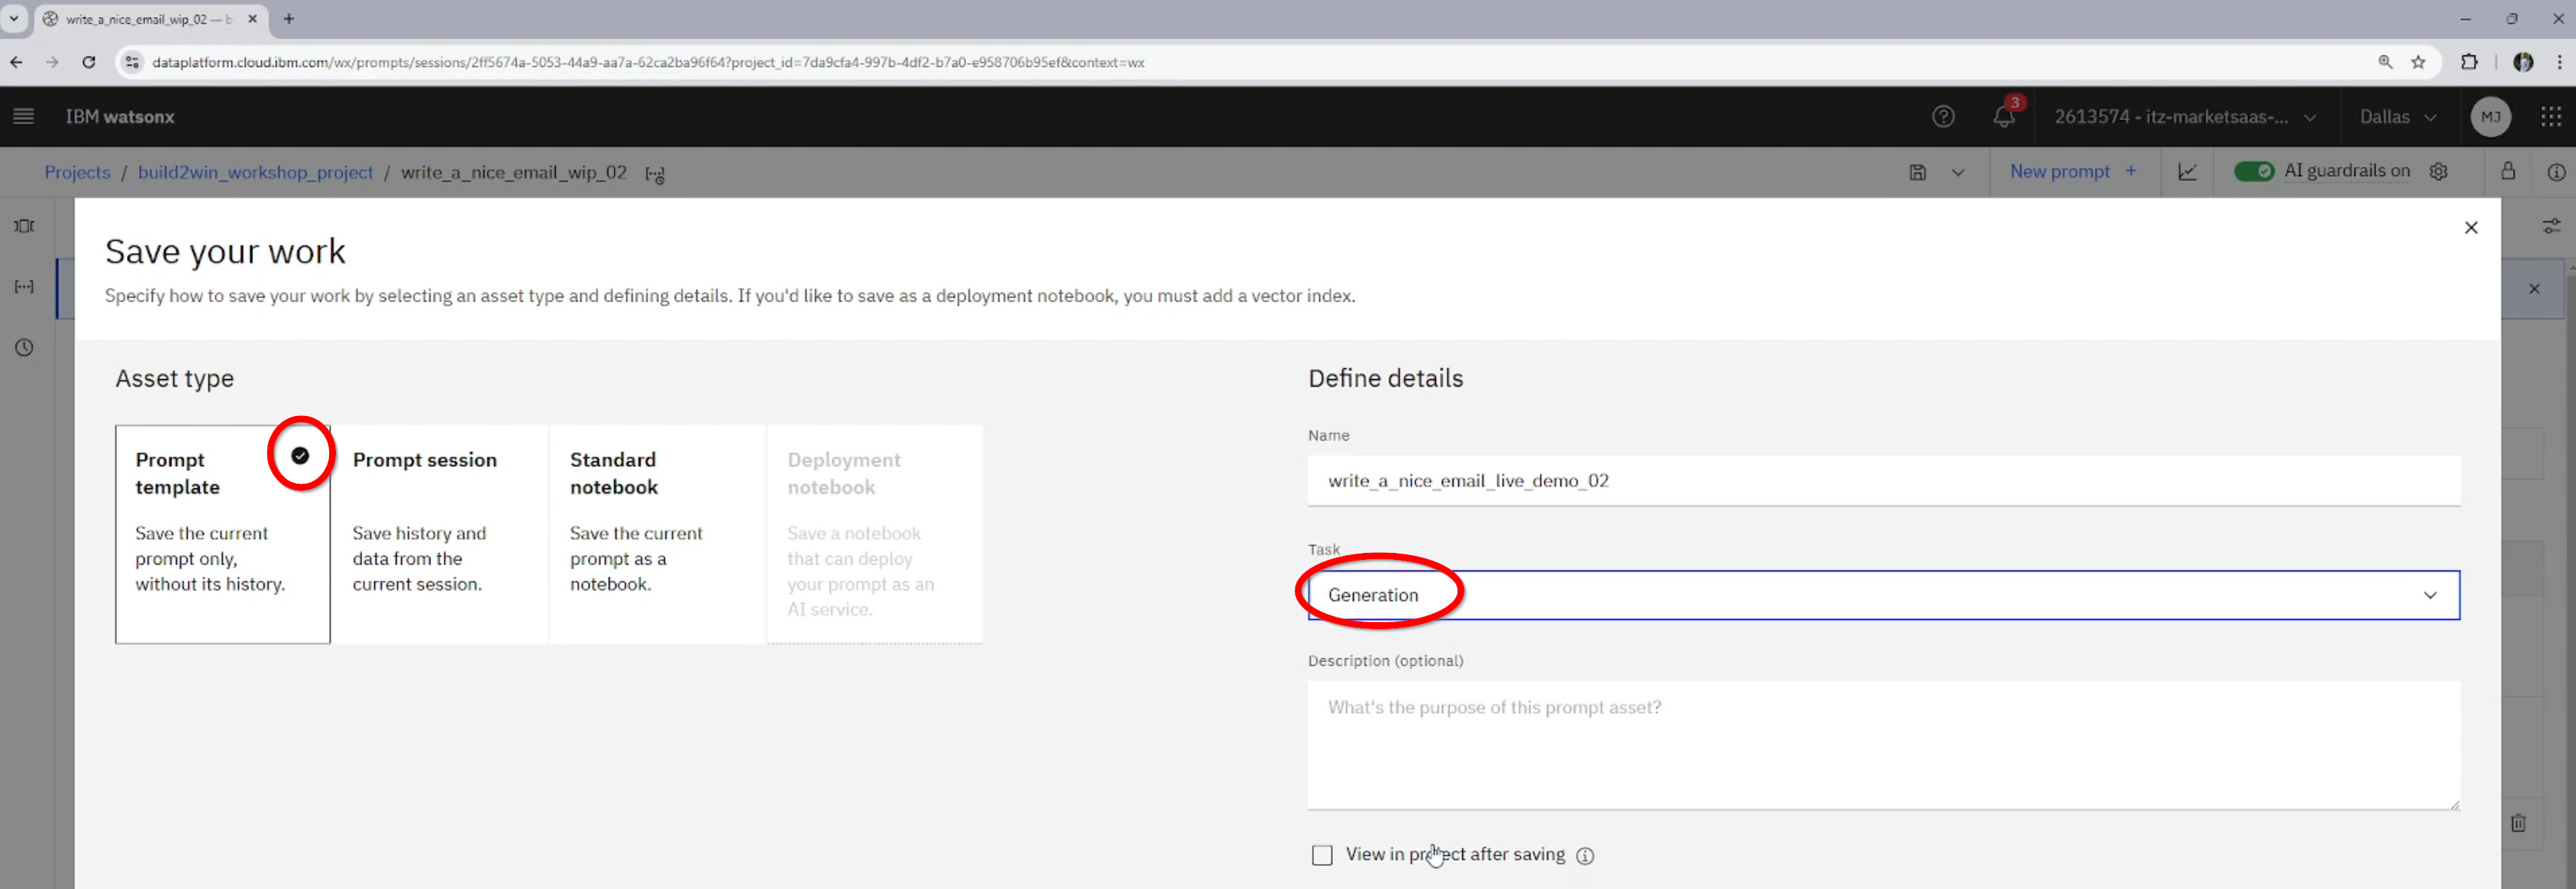 write_a_nice_email_wip_02 — b
dataplatform.cloud.ibm.com/wx/prompts/sessions/2ff5674a-5053-44a9-aa7a-62ca2ba96f64?project_id=7da9cfa4-997b-4df2-b7a0-e958706b95ef&context=wx
IBM watsonx
3
2613574 - itz-marketsaas-...
Dallas
MJ
Projects / build2win_workshop_project / write_a_nice_email_wip_02
New prompt +
AI guardrails on
Save your work
Specify how to save your work by selecting an asset type and defining details. If you'd like to save as a deployment notebook, you must add a vector index.
Asset type
Prompt
template
Save the current
prompt only,
without its history.
Prompt session
Save history and
data from the
current session.
Standard
notebook
Save the current
prompt as a
notebook.
Deployment
notebook
Save a notebook
that can deploy
your prompt as an
AI service.
Define details
Name
write_a_nice_email_live_demo_02
Task
Generation
Description (optional)
What's the purpose of this prompt asset?
View in project after saving